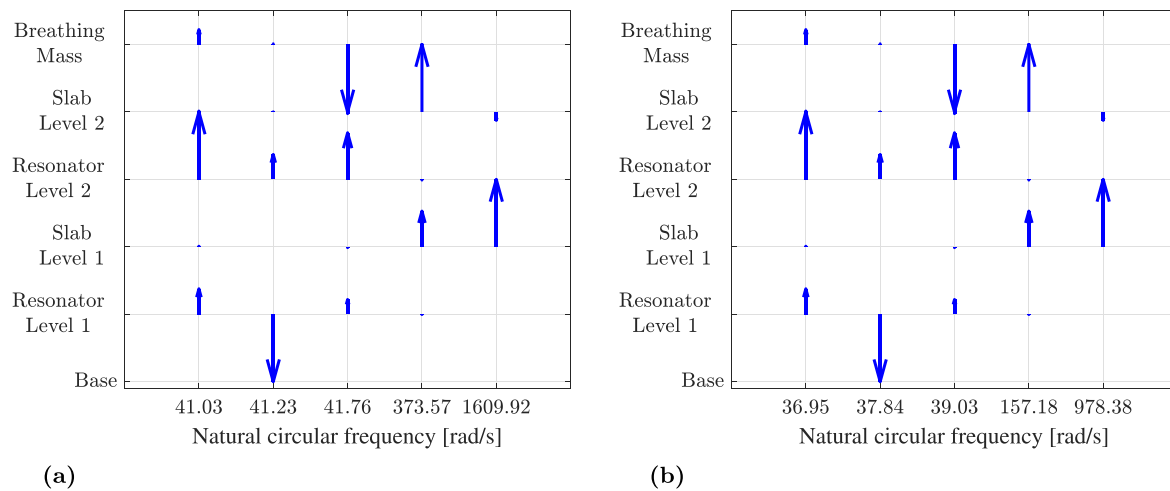 Breathing
Mass
Slab
Level 2
Resonator
Level 2
Slab
Level 1
Resonator
Level 1
Base
41.03 41.23 41.76 373.57 1609.92
Natural circular frequency [rad/s]
(a)
Breathing
Mass
Slab
Level 2
Resonator
Level 2
Slab
Level 1
Resonator
Level 1
Base
36.95 37.84 39.03 157.18 978.38
Natural circular frequency [rad/s]
(b)